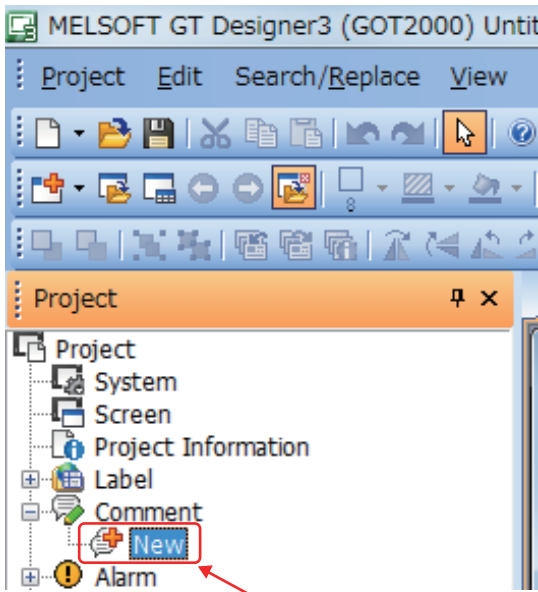 MELSOFT GT Designer3 (GOT2000) Untit
Project Edit Search/Replace View
8
Project
Project
System
Screen
Project Information
Label
Comment
New
Alarm